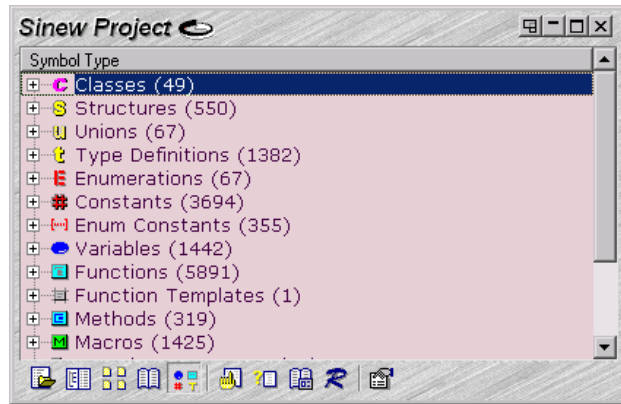 Sinew Project
Symbol Type
Classes (49)
Structures (550)
Unions (67)
Type Definitions (1382)
Enumerations (67)
Constants (3694)
Enum Constants (355)
Variables (1442)
Functions (5891)
Function Templates (1)
Methods (319)
Macros (1425)